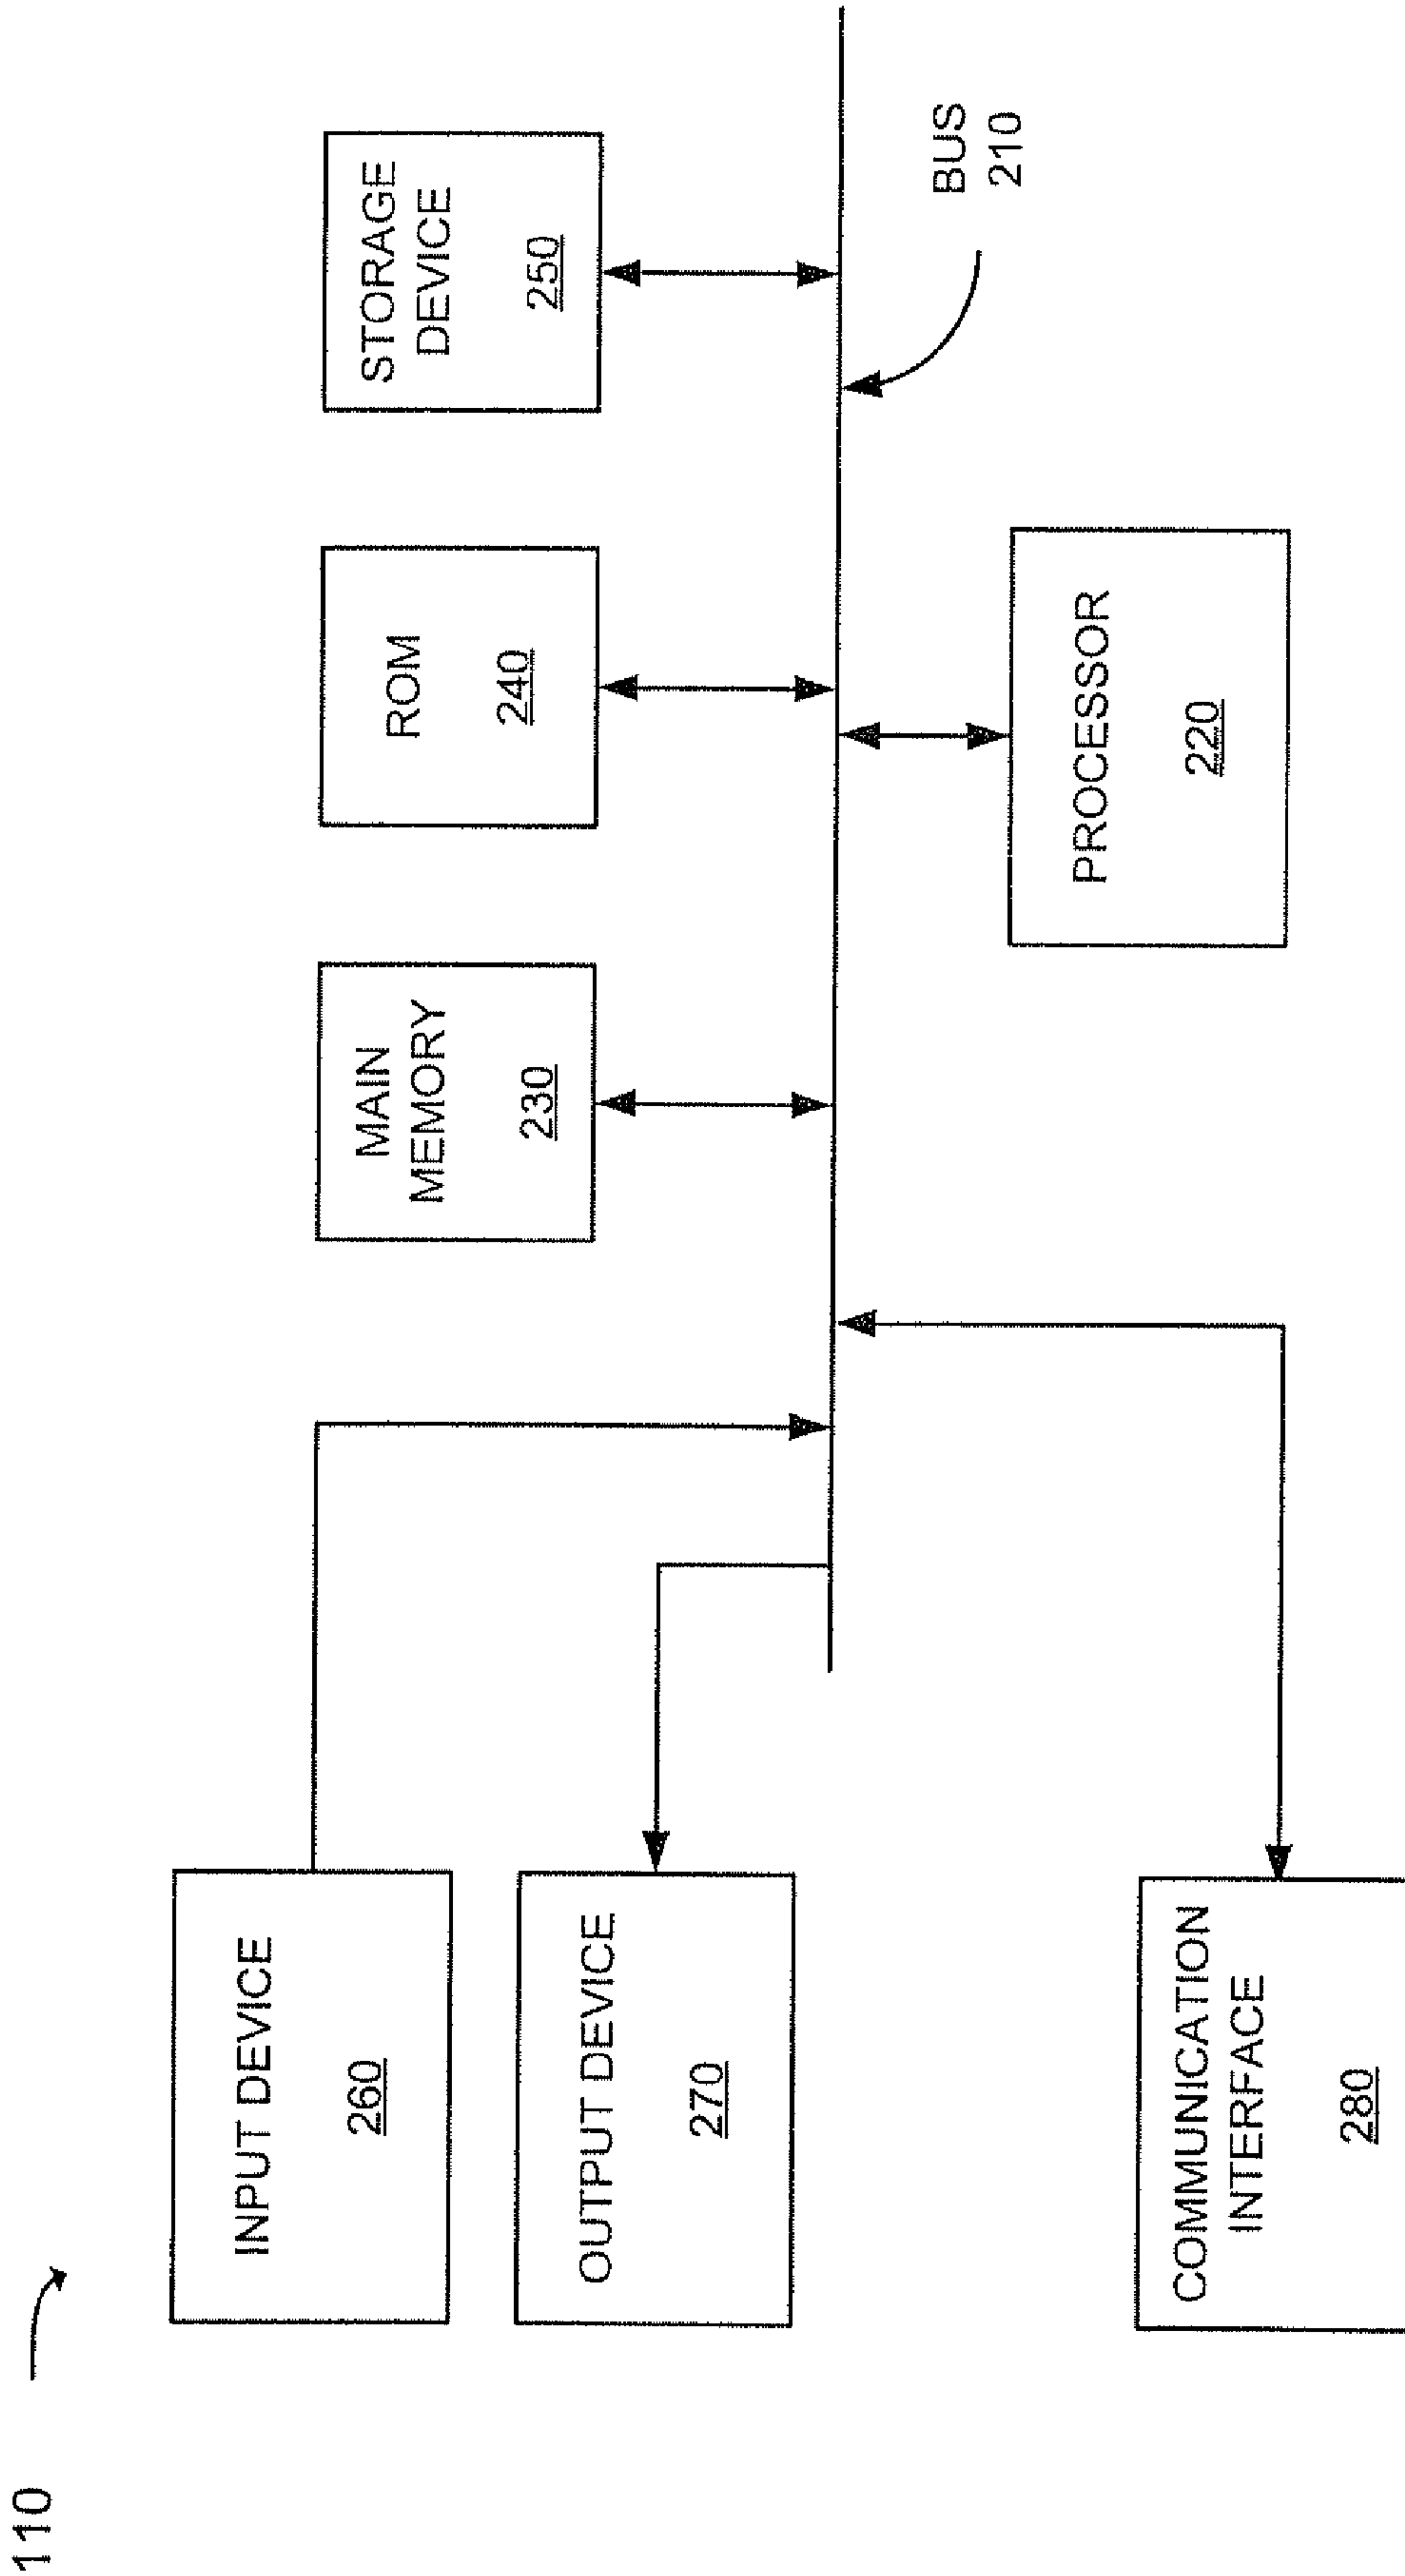 110
INPUT DEVICE
260
OUTPUT DEVICE
270
COMMUNICATION
INTERFACE
280
MAIN
MEMORY
230
ROM
240
STORAGE
DEVICE
250
PROCESSOR
220
BUS
210